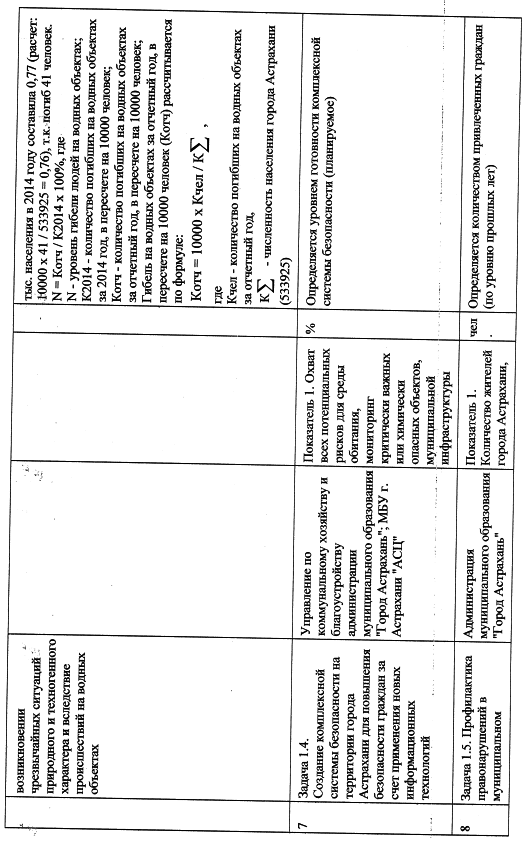 возникновении
чрезвычайных ситуаций
природного и техногенного
характера и вследствие
происшествий на водных
объектах
тыс. населения в 2014 году составила 0,77 (расчет:
10000 х 41 / 533925 = 0,76), т.к. погиб 41 человек.
N = Котч / К2014 х 100%, где
N - уровень гибели людей на водных объектах;
К2014 - количество погибших на водных объектах
за 2014 год, в пересчете на 10000 человек;
Котч - количество погибших на водных объектах
за отчетный год, в пересчете на 10000 человек;
Гибель на водных объектах за отчетный год, в
пересчете на 10000 человек (Котч) рассчитывается
по формуле:
Котч = 10000 х Кчел / К∑ ,
где
Кчел - количество погибших на водных объектах
за отчетный год,
К∑ - численность населения города Астрахани
(533925)
7
Задача 1.4.
Создание комплексной
системы безопасности на
территории города
Астрахани для повышения
безопасности граждан за
счет применения новых
информационных
технологий
Управление по
коммунальному хозяйству и
благоустройству
администрации
муниципального образования
"Город Астрахань"; МБУ г.
Астрахани "АСЦ"
Показатель 1. Охват
всех потенциальных
рисков для среды
обитания,
мониторинг
критически важных
или химически
опасных объектов,
муниципальной
инфраструктуры
%
Определяется уровнем готовности комплексной
системы безопасности (планируемое)
8
Задача 1.5. Профилактика
правонарушений в
муниципальном
Администрация
муниципального образования
"Город Астрахань"
Показатель 1.
Количество жителей
города Астрахани,
чел
.
Определяется количеством привлеченных граждан
(по уровню прошлых лет)